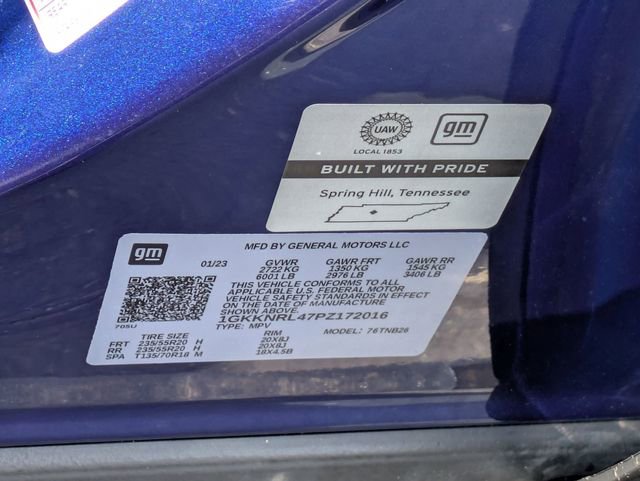 UAW
gm
LOCAL 1853
BUILT WITH PRIDE
Spring Hill, Tennessee
gm
MFD BY GENERAL MOTORS LLC
01/23 GVWR GAWR FRT GAWR RR
2722 KG 1350 KG 1545 KG
6001 LB 2976 LB 3406 LB
THIS VEHICLE CONFORMS TO ALL
APPLICABLE U.S. FEDERAL MOTOR
VEHICLE SAFETY STANDARDS IN EFFECT
ON THE DATE OF MANUFACTURE
SHOWN ABOVE.
1GKKNRL47PZ172016
705U TYPE: MPV MODEL: 76TNB26
TIRE SIZE RIM
FRT 235/55R20 H 20X8J
RR 235/55R20 H 20X8J
SPA T135/70R18 M 18X4.5B